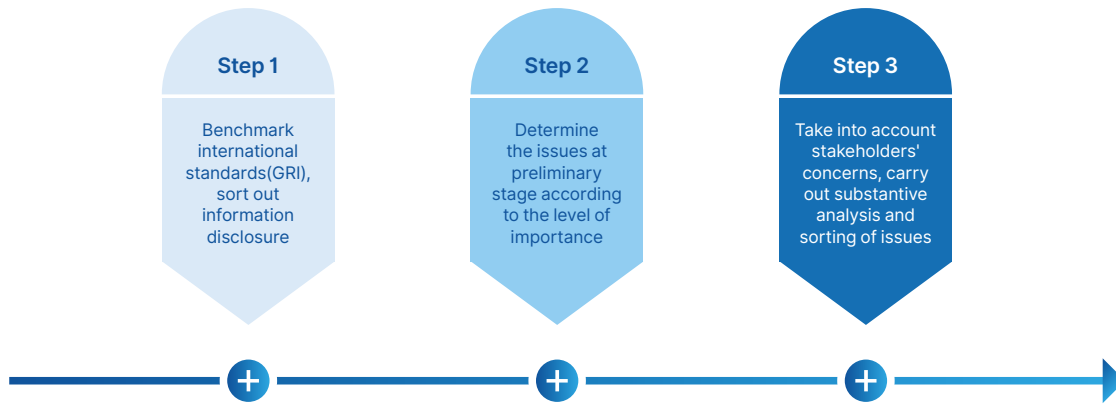 Step 1
Benchmark
international
standards(GRI),
sort out
information
disclosure
Step 2
Determine
the issues at
preliminary
stage according
to the level of
importance
Step 3
Take into account
stakeholders'
concerns, carry
out substantive
analysis and
sorting of issues